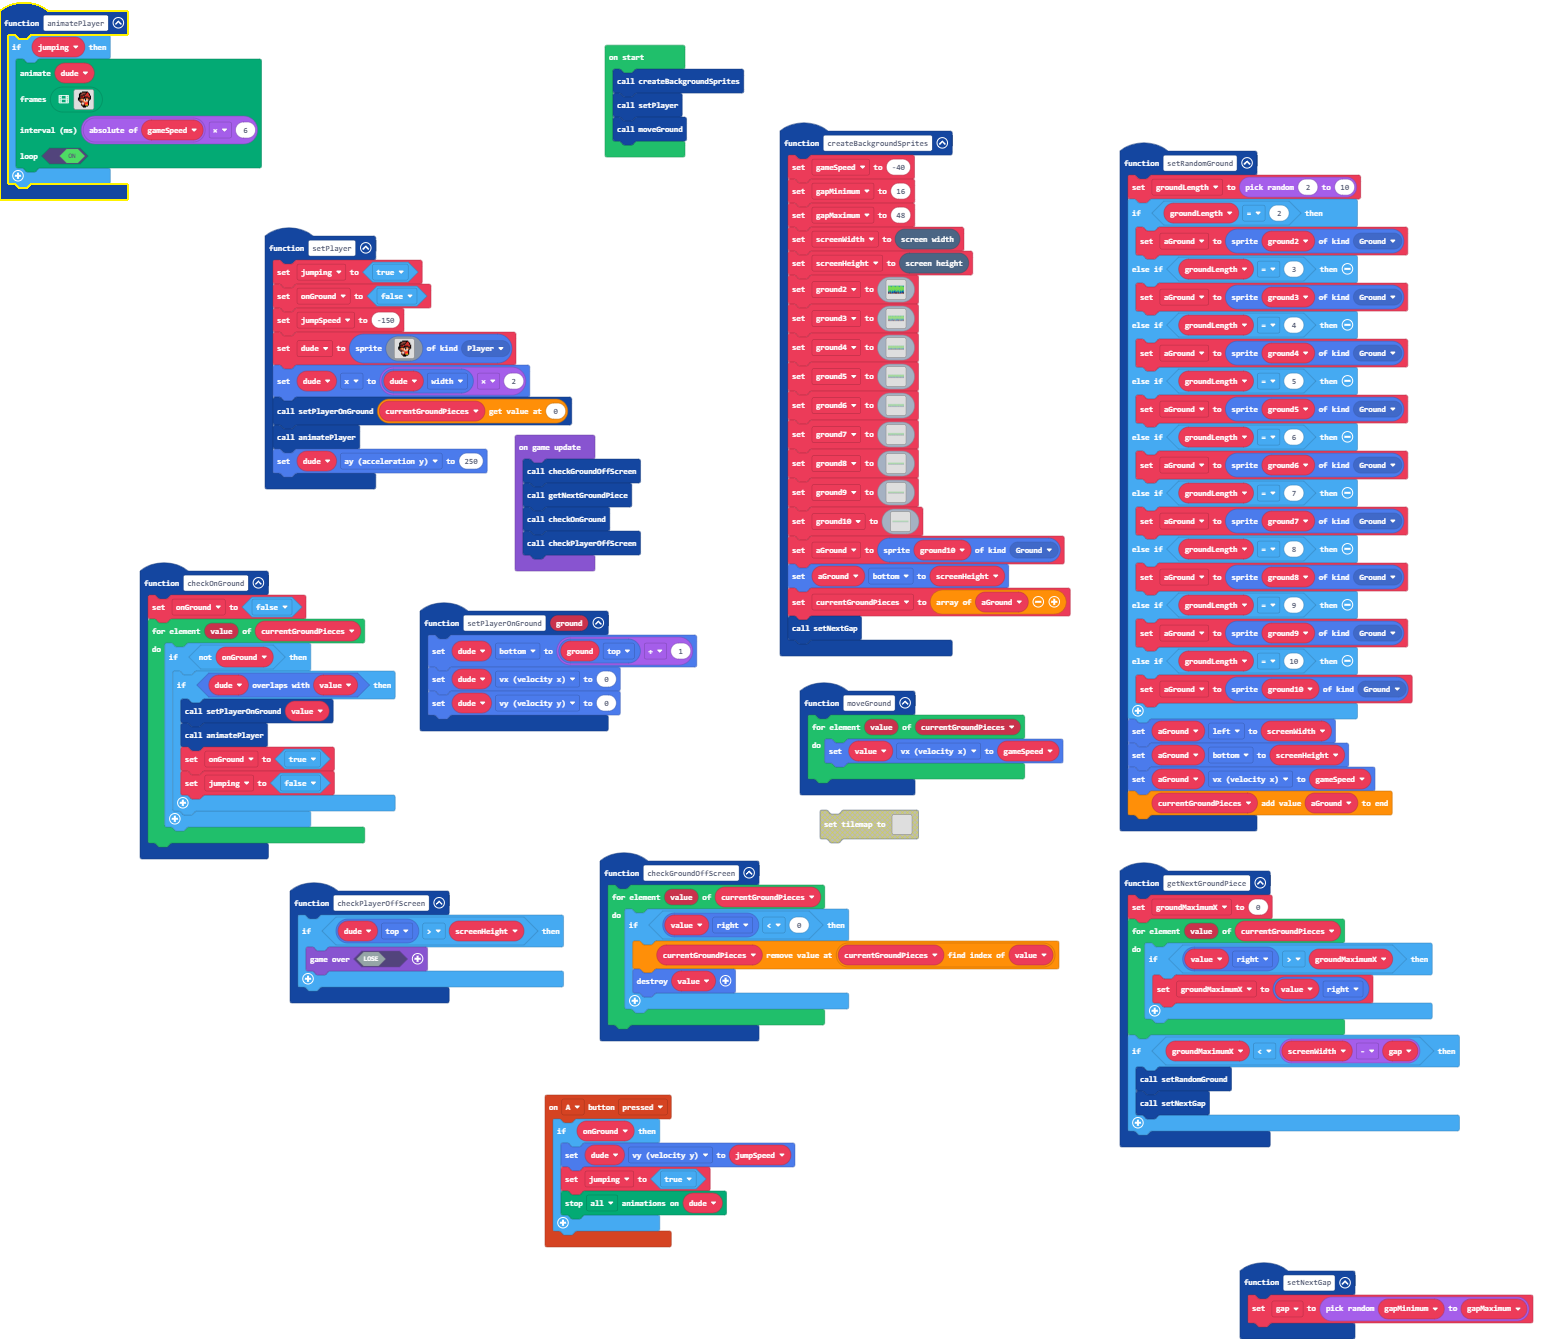 function animatePlayer
if jumping then
animate dude
frames
interval (ms) absolute of gameSpeed × 6
loop ON
on start
call createBackgroundSprites
call setPlayer
call moveGround
function createBackgroundSprites
set gameSpeed to -40
set gapMinimum to 16
set gapMaximum to 48
set screenWidth to screen width
set screenHeight to screen height
set ground2 to
set ground3 to
set ground4 to
set ground5 to
set ground6 to
set ground7 to
set ground8 to
set ground9 to
set ground10 to
set aGround to sprite ground10 of kind Ground
set aGround bottom to screenHeight
set currentGroundPieces to array of aGround
call setNextGap
function setRandomGround
set groundLength to pick random 2 to 10
if groundLength = 2 then
set aGround to sprite ground2 of kind Ground
else if groundLength = 3 then
set aGround to sprite ground3 of kind Ground
else if groundLength = 4 then
set aGround to sprite ground4 of kind Ground
else if groundLength = 5 then
set aGround to sprite ground5 of kind Ground
else if groundLength = 6 then
set aGround to sprite ground6 of kind Ground
else if groundLength = 7 then
set aGround to sprite ground7 of kind Ground
else if groundLength = 8 then
set aGround to sprite ground8 of kind Ground
else if groundLength = 9 then
set aGround to sprite ground9 of kind Ground
else if groundLength = 10 then
set aGround to sprite ground10 of kind Ground
set aGround left to screenWidth
set aGround bottom to screenHeight
set aGround vx (velocity x) to gameSpeed
currentGroundPieces add value aGround to end
function setPlayer
set jumping to true
set onGround to false
set jumpSpeed to -150
set dude to sprite of kind Player
set dude x to dude width × 2
call setPlayerOnGround currentGroundPieces get value at 0
call animatePlayer
set dude ay (acceleration y) to 250
on game update
call checkGroundOffScreen
call getNextGroundPiece
call checkOnGround
call checkPlayerOffScreen
function checkOnGround
set onGround to false
for element value of currentGroundPieces
do if not onGround then
if dude overlaps with value then
call setPlayerOnGround value
call animatePlayer
set onGround to true
set jumping to false
function setPlayerOnGround ground
set dude bottom to ground top + 1
set dude vx (velocity x) to 0
set dude vy (velocity y) to 0
function moveGround
for element value of currentGroundPieces
do set value vx (velocity x) to gameSpeed
set tilemap to
function checkPlayerOffScreen
if dude top > screenHeight then
game over LOSE
function checkGroundOffScreen
for element value of currentGroundPieces
do if value right < 0 then
currentGroundPieces remove value at currentGroundPieces find index of value
destroy value
function getNextGroundPiece
set groundMaximumX to 0
for element value of currentGroundPieces
do if value right > groundMaximumX then
set groundMaximumX to value right
if groundMaximumX < screenWidth - gap then
call setRandomGround
call setNextGap
on A button pressed
if onGround then
set dude vy (velocity y) to jumpSpeed
set jumping to true
stop all animations on dude
function setNextGap
set gap to pick random gapMinimum to gapMaximum